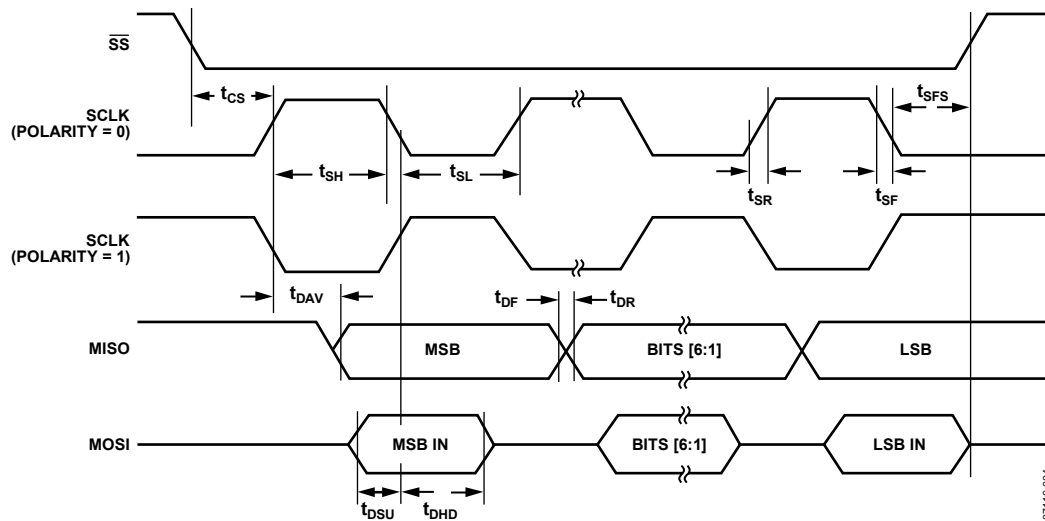 SS
tCS
tSFS
SCLK
(POLARITY = 0)
tSH
tSL
tSR
tSF
SCLK
(POLARITY = 1)
tDAV
tDF
tDR
MISO
MSB
BITS [6:1]
LSB
MOSI
MSB IN
BITS [6:1]
LSB IN
tDSU
tDHD